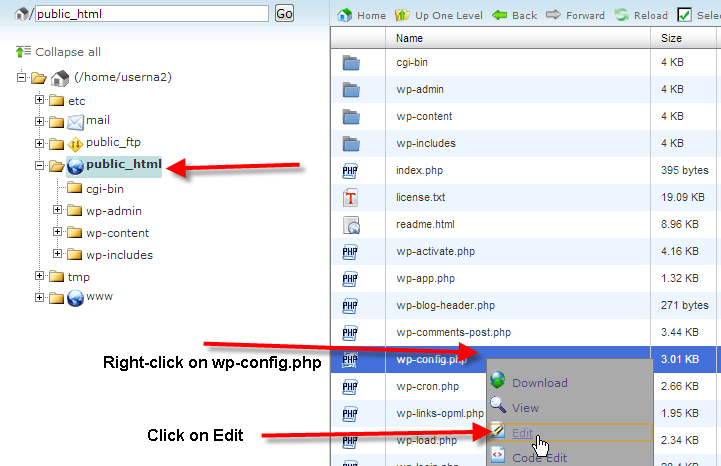 / public_html Go
Collapse all
(/home/userna2)
etc
mail
public_ftp
public_html
cgi-bin
wp-admin
wp-content
wp-includes
tmp
www
Home Up One Level Back Forward Reload Selec
Name Size
cgi-bin 4 KB
wp-admin 4 KB
wp-content 4 KB
wp-includes 4 KB
PHP index.php 395 bytes
T license.txt 19.09 KB
readme.html 8.96 KB
PHP wp-activate.php 4.16 KB
PHP wp-app.php 1.32 KB
PHP wp-blog-header.php 271 bytes
PHP wp-comments-post.php 3.44 KB
PHP wp-config.php 3.01 KB
PHP wp-cron.php 2.66 KB
PHP wp-links-opml.php 1.95 KB
PHP wp-load.php 2.34 KB
Right-click on wp-config.php
Click on Edit
Download
View
Edit
Code Edit